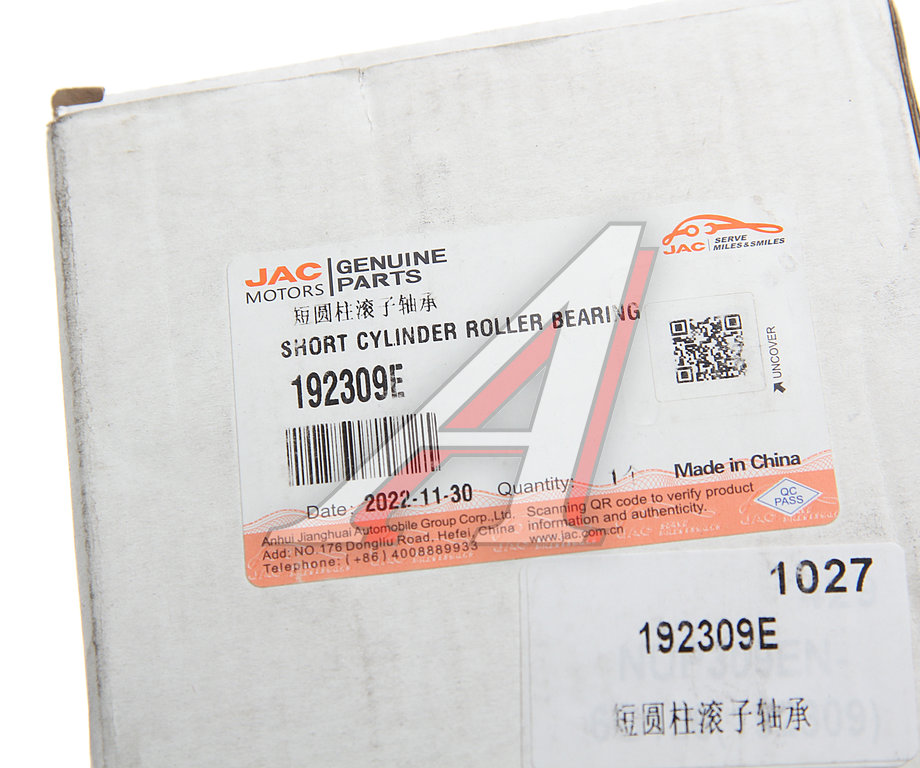 JAC MOTORS GENUINE PARTS
JAC SERVE MILES&SMILES
短圆柱滚子轴承
SHORT CYLINDER ROLLER BEARING
192309E
UNCOVER
Date: 2022-11-30 Quantity: 1个 Made in China
Anhui Jianghuai Automobile Group Corp., Ltd.
Add: NO.176 Dongliu Road, Hefei, China
Telephone: (+86) 4008889933
Scanning QR code to verify product
information and authenticity.
www.jac.com.cn
QC
PASS
1027
192309E
短圆柱滚子轴承